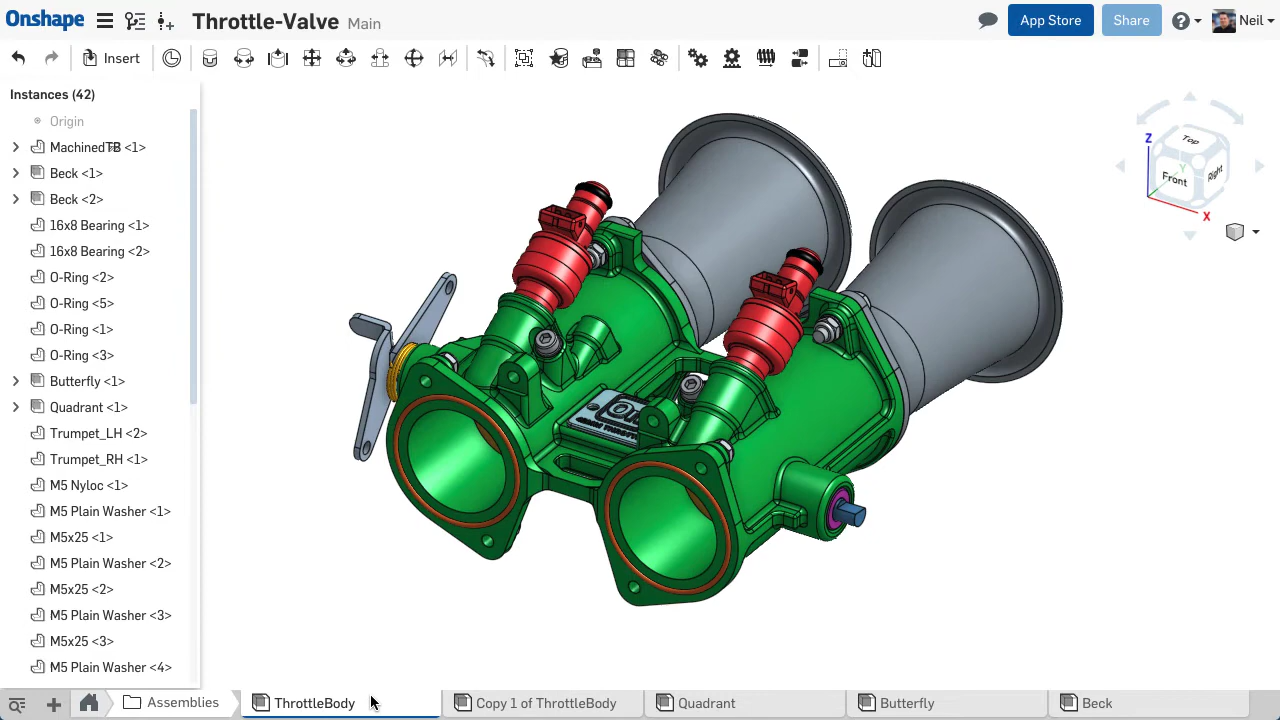 Onshape Throttle-Valve Main App Store Share Neil
Insert
Instances (42)
Origin
MachinedTB <1>
Beck <1>
Beck <2>
16x8 Bearing <1>
16x8 Bearing <2>
O-Ring <2>
O-Ring <5>
O-Ring <1>
O-Ring <3>
Butterfly <1>
Quadrant <1>
Trumpet_LH <2>
Trumpet_RH <1>
M5 Nyloc <1>
M5 Plain Washer <1>
M5x25 <1>
M5 Plain Washer <2>
M5x25 <2>
M5 Plain Washer <3>
M5x25 <3>
M5 Plain Washer <4>
Z
Top
Y
Front
Right
X
Assemblies
ThrottleBody
Copy 1 of ThrottleBody
Quadrant
Butterfly
Beck